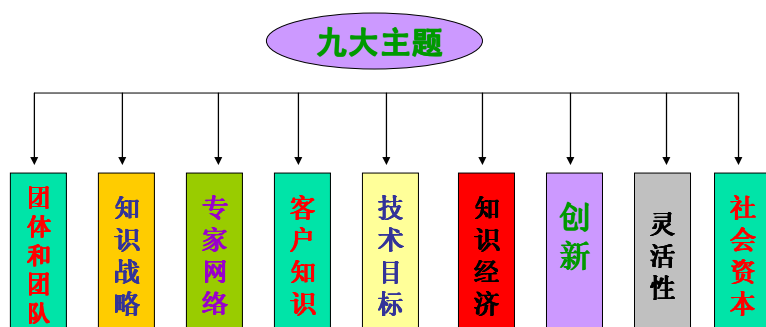 九大主题
团体和团队
知识战略
专家网络
客户知识
技术目标
知识经济
创新
灵活性
社会资本